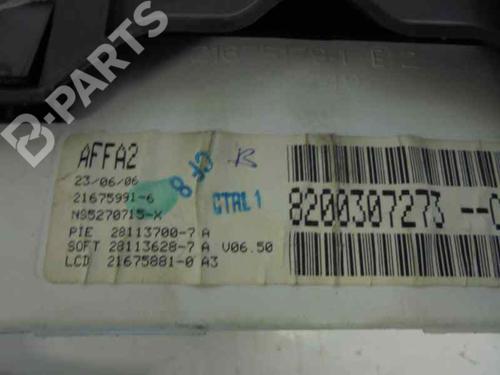 B-PARTS
AFFA2
23/06/06
21675991-6
NS5270715-X
PIE 28113700-7 A
SOFT 28113628-7 A V06.50
LCD 21675881-0 A3
CTRL 1
8200307273 --C